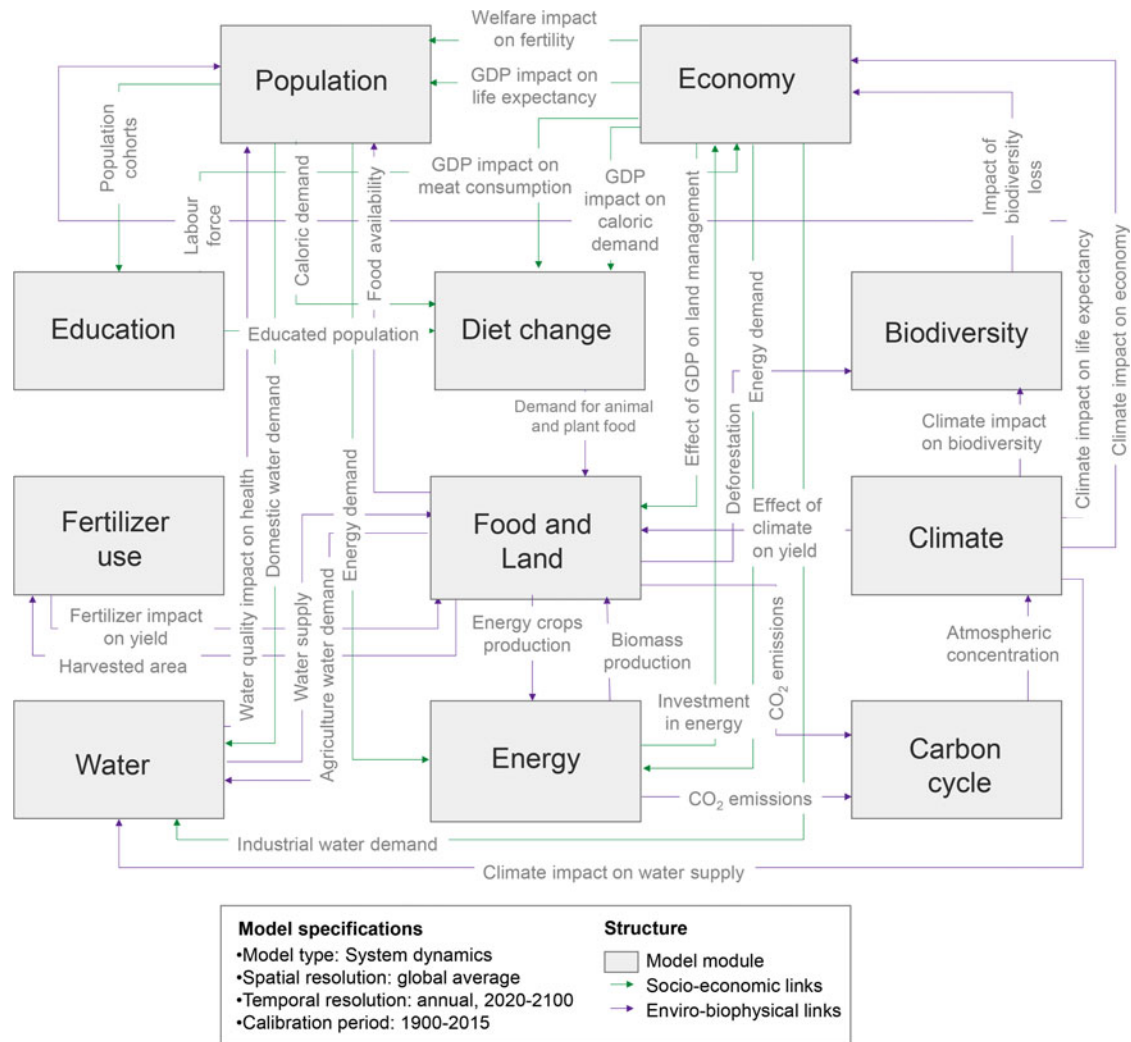 Welfare impact
on fertility
Population
Economy
GDP impact on
life expectancy
Population
cohorts
Labour
force
Caloric demand
GDP impact on
meat consumption
Food availability
GDP
impact on
caloric
demand
Impact of
biodiversity
loss
Education
Educated population
Diet change
Biodiversity
Effect of GDP on land management
Energy demand
Climate impact on life expectancy
Climate impact on economy
Demand for animal
and plant food
Deforestation
Climate impact
on biodiversity
Fertilizer
use
Water quality impact on health
Domestic water demand
Water supply
Agriculture water demand
Energy demand
Food and
Land
Effect of
climate
on yield
Climate
Fertilizer impact
on yield
Harvested area
Energy crops
production
Biomass
production
CO₂ emissions
Atmospheric
concentration
Water
Energy
Investment
in energy
Carbon
cycle
CO₂ emissions
Industrial water demand
Climate impact on water supply
Model specifications
•Model type: System dynamics
•Spatial resolution: global average
•Temporal resolution: annual, 2020-2100
•Calibration period: 1900-2015
Structure
Model module
Socio-economic links
Enviro-biophysical links